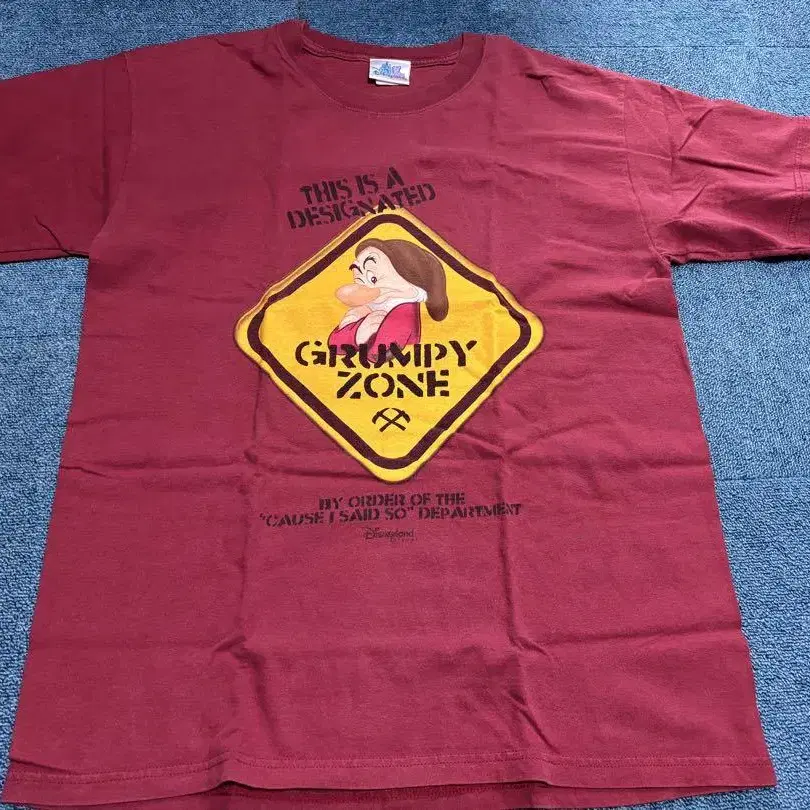 THIS IS A
DESIGNATED
GRUMPY
ZONE
BY ORDER OF THE
"CAUSE I SAID SO" DEPARTMENT
Disneyland